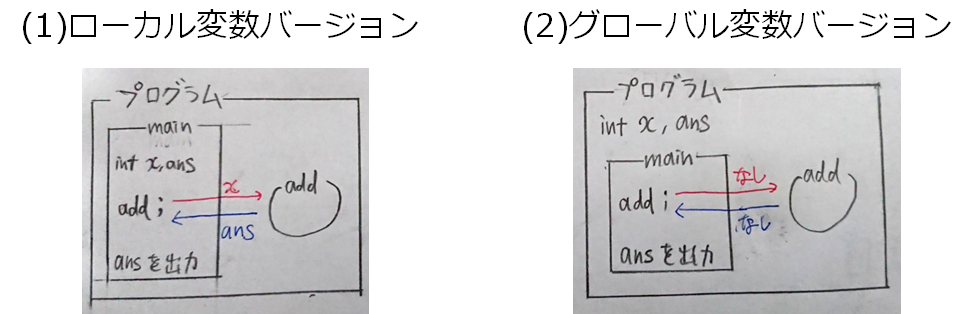 (1)ローカル変数バージョン
プログラム
main
int x, ans
add ;
x
ans
add
ansを出力
(2)グローバル変数バージョン
プログラム
int x, ans
main
add ;
なし
なし
add
ansを出力